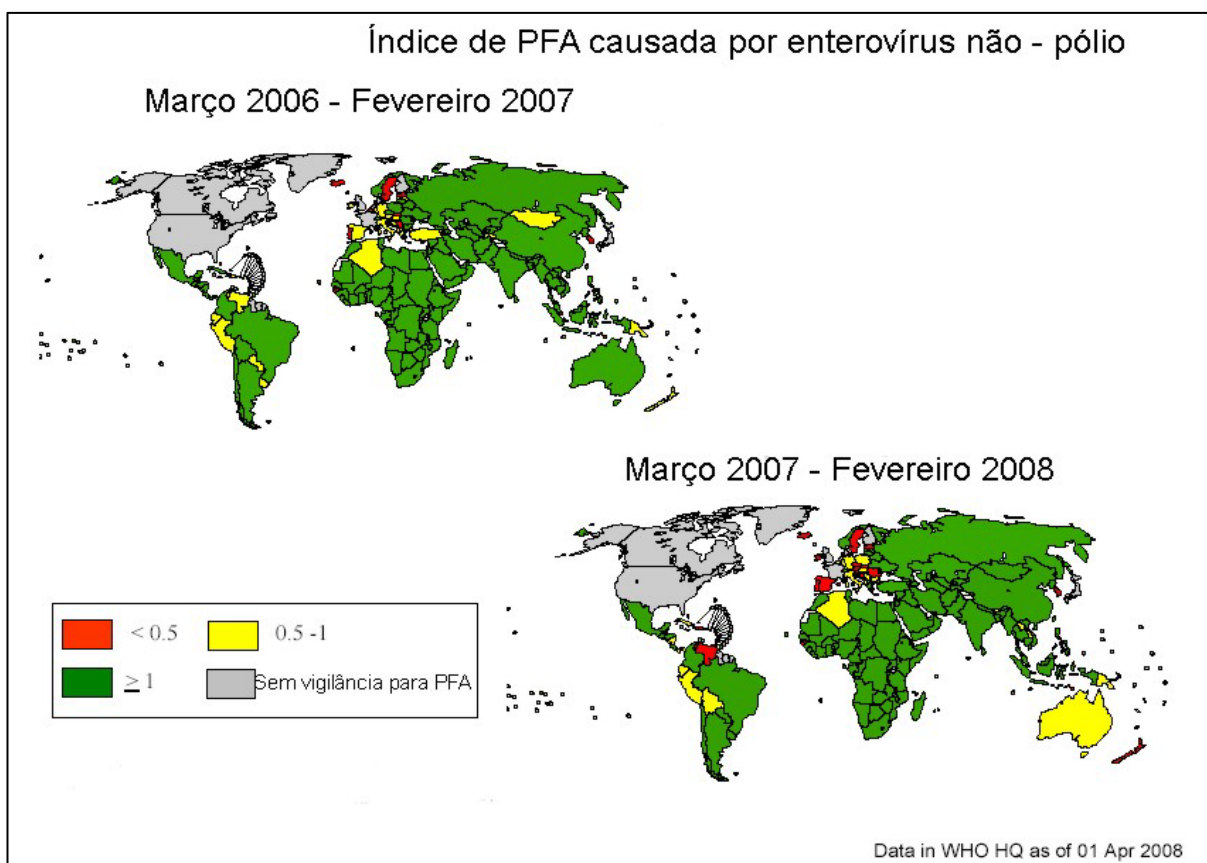 Índice de PFA causada por enterovírus não - pólio
Março 2006 - Fevereiro 2007
Março 2007 - Fevereiro 2008
< 0.5
0.5 -1
≥ 1
Sem vigilância para PFA
Data in WHO HQ as of 01 Apr 2008